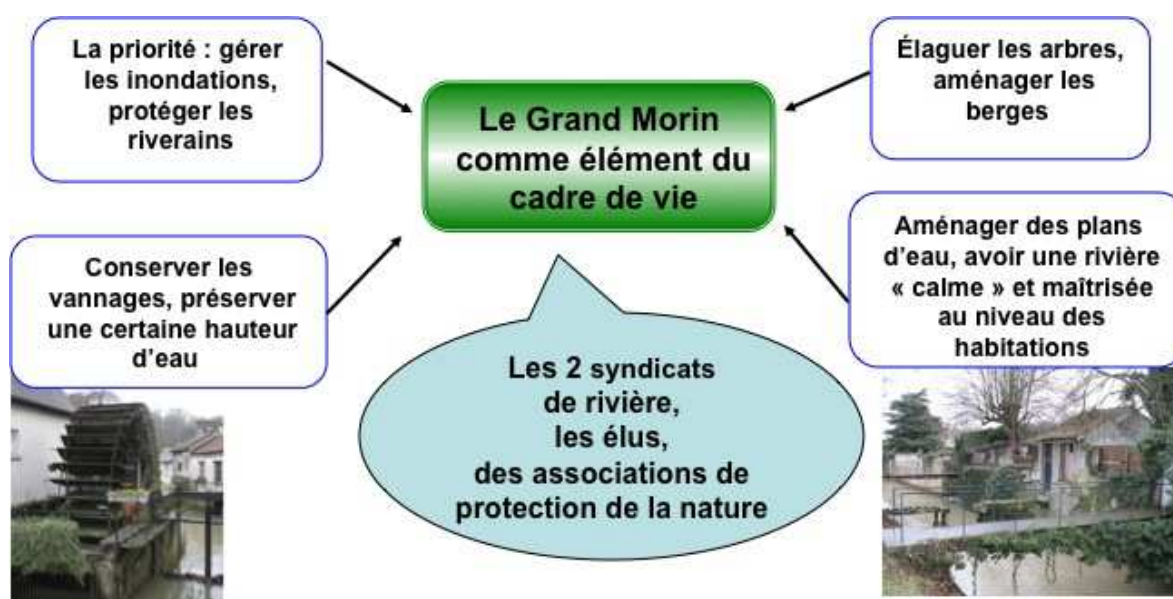 La priorité : gérer
les inondations,
protéger les
riverains
Élaguer les arbres,
aménager les
berges
Le Grand Morin
comme élément du
cadre de vie
Conserver les
vannages, préserver
une certaine hauteur
d'eau
Aménager des plans
d'eau, avoir une rivière
« calme » et maîtrisée
au niveau des
habitations
Les 2 syndicats
de rivière,
les élus,
des associations de
protection de la nature